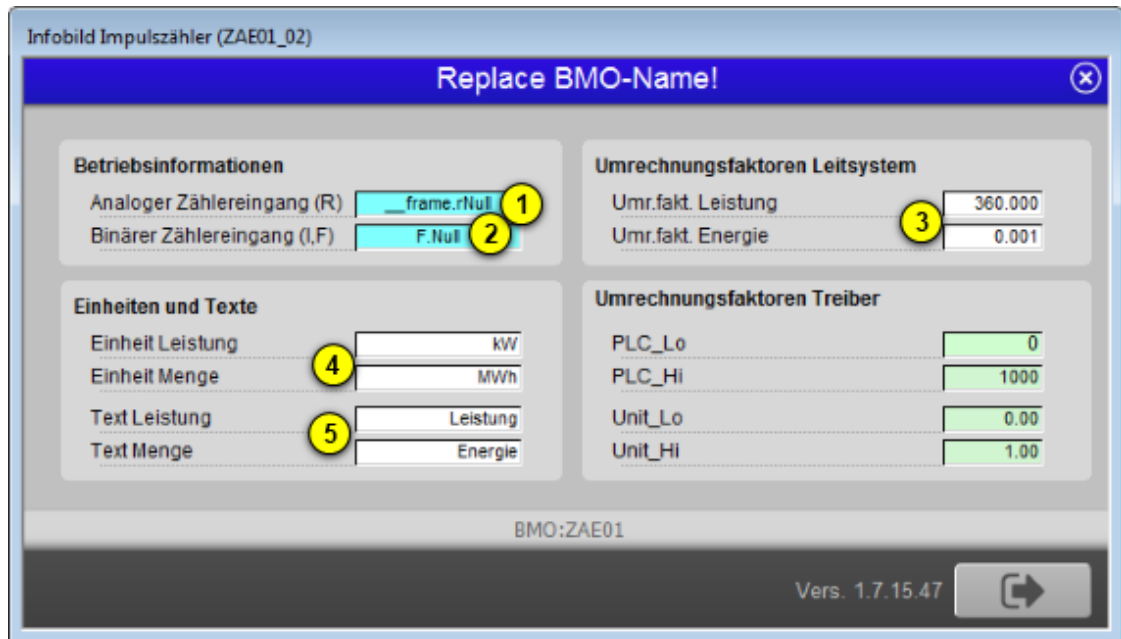 Infobild Impulszähler (ZAE01_02)
Replace BMO-Name!
Betriebsinformationen
Analoger Zählereingang (R) __frame.rNull 1
Binärer Zählereingang (I,F) F.Null 2
Umrechnungsfaktoren Leitsystem
Umr.fakt. Leistung 360.000
3
Umr.fakt. Energie 0.001
Einheiten und Texte
Einheit Leistung kW
4
Einheit Menge MWh
Text Leistung Leistung
5
Text Menge Energie
Umrechnungsfaktoren Treiber
PLC_Lo 0
PLC_Hi 1000
Unit_Lo 0.00
Unit_Hi 1.00
BMO:ZAE01
Vers. 1.7.15.47